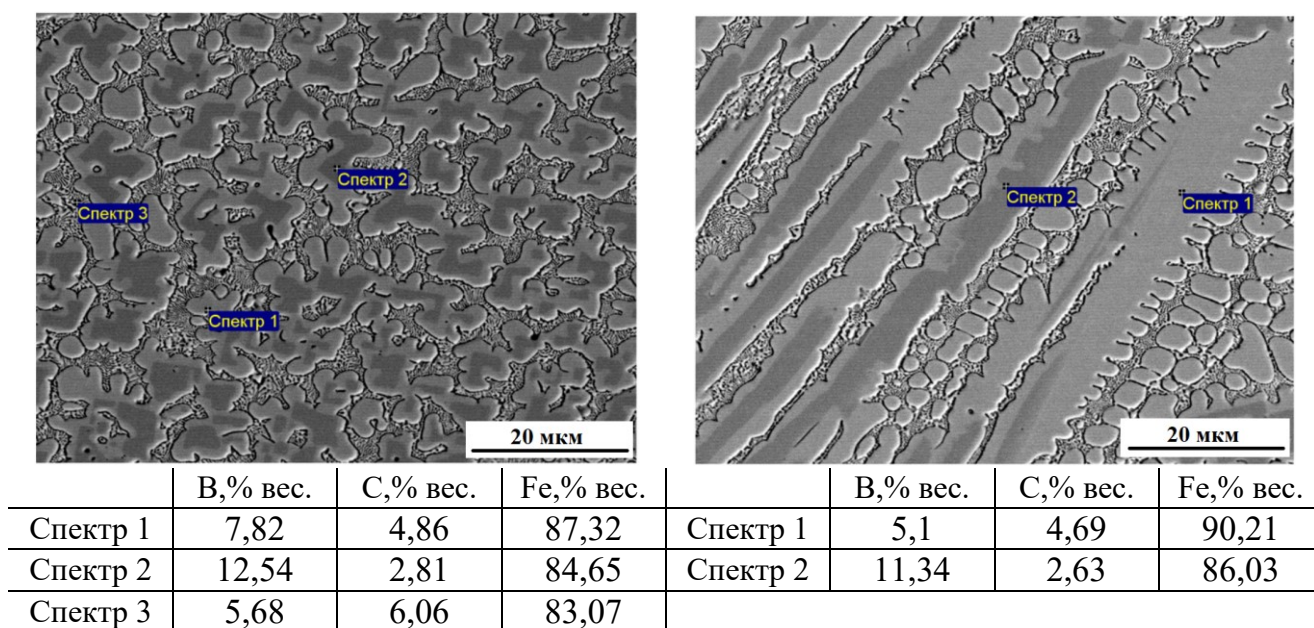 Спектр 2
Спектр 3
Спектр 1
20 мкм
Спектр 2
Спектр 1
20 мкм
B,% вес. C,% вес. Fe,% вес. B,% вес. C,% вес. Fe,% вес.
Спектр 1 7,82 4,86 87,32 Спектр 1 5,1 4,69 90,21
Спектр 2 12,54 2,81 84,65 Спектр 2 11,34 2,63 86,03
Спектр 3 5,68 6,06 83,07